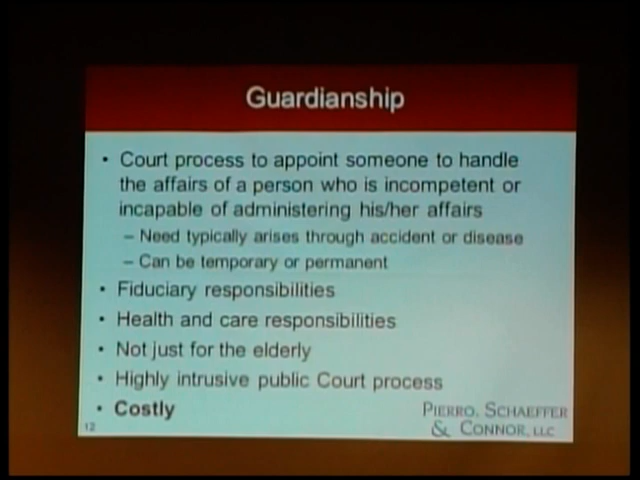 Guardianship
• Court process to appoint someone to handle
the affairs of a person who is incompetent or
incapable of administering his/her affairs
– Need typically arises through accident or disease
– Can be temporary or permanent
• Fiduciary responsibilities
• Health and care responsibilities
• Not just for the elderly
• Highly intrusive public Court process
• Costly
PIERRO, SCHAEFFER
& CONNOR, LLC
12